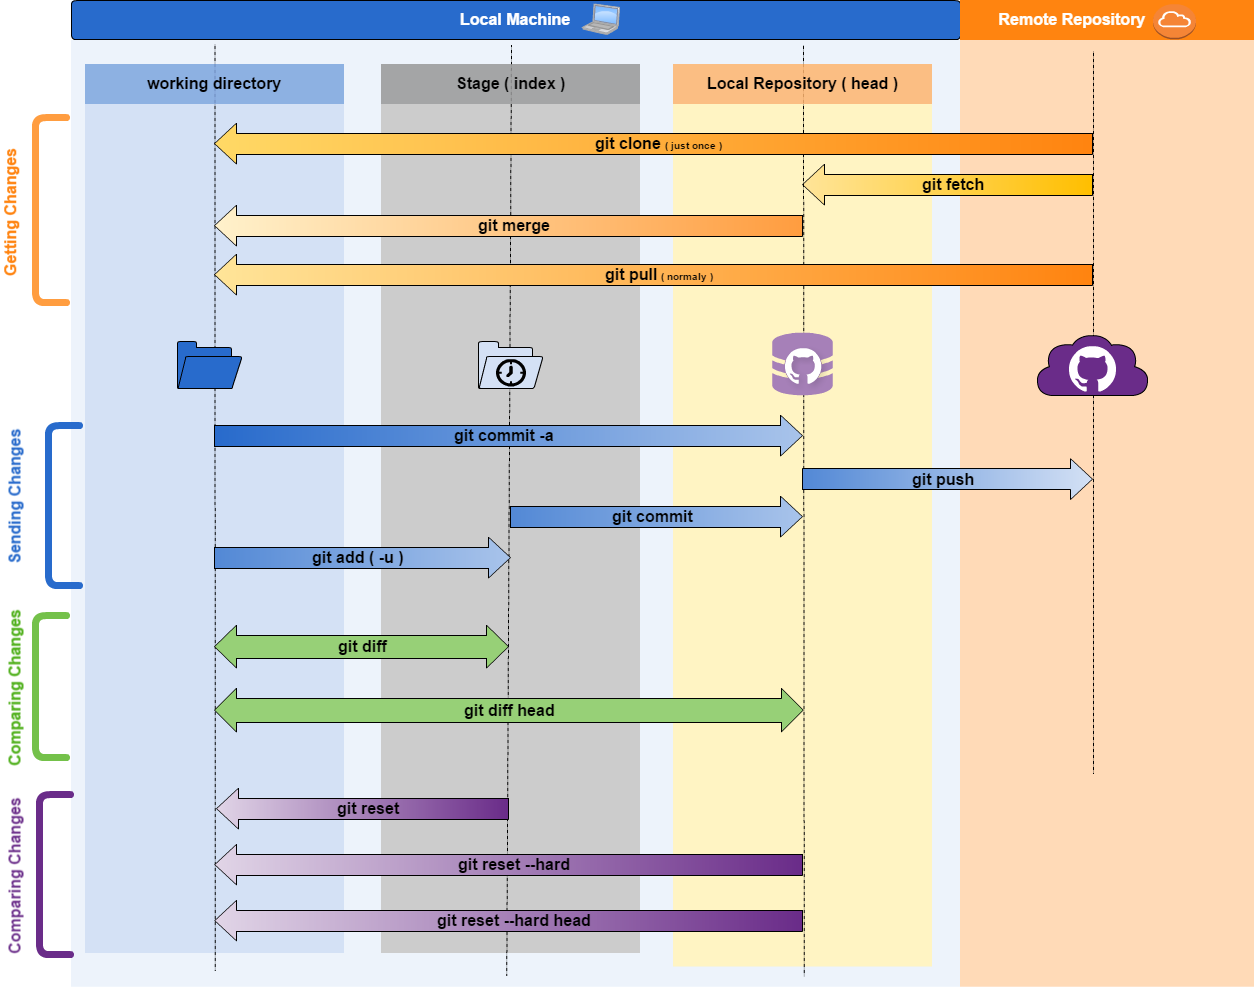 Local Machine
Remote Repository
working directory
Stage ( index )
Local Repository ( head )
Getting Changes
git clone ( just once )
git fetch
git merge
git pull ( normaly )
Sending Changes
git commit -a
git push
git commit
git add ( -u )
Comparing Changes
git diff
git diff head
Comparing Changes
git reset
git reset --hard
git reset --hard head